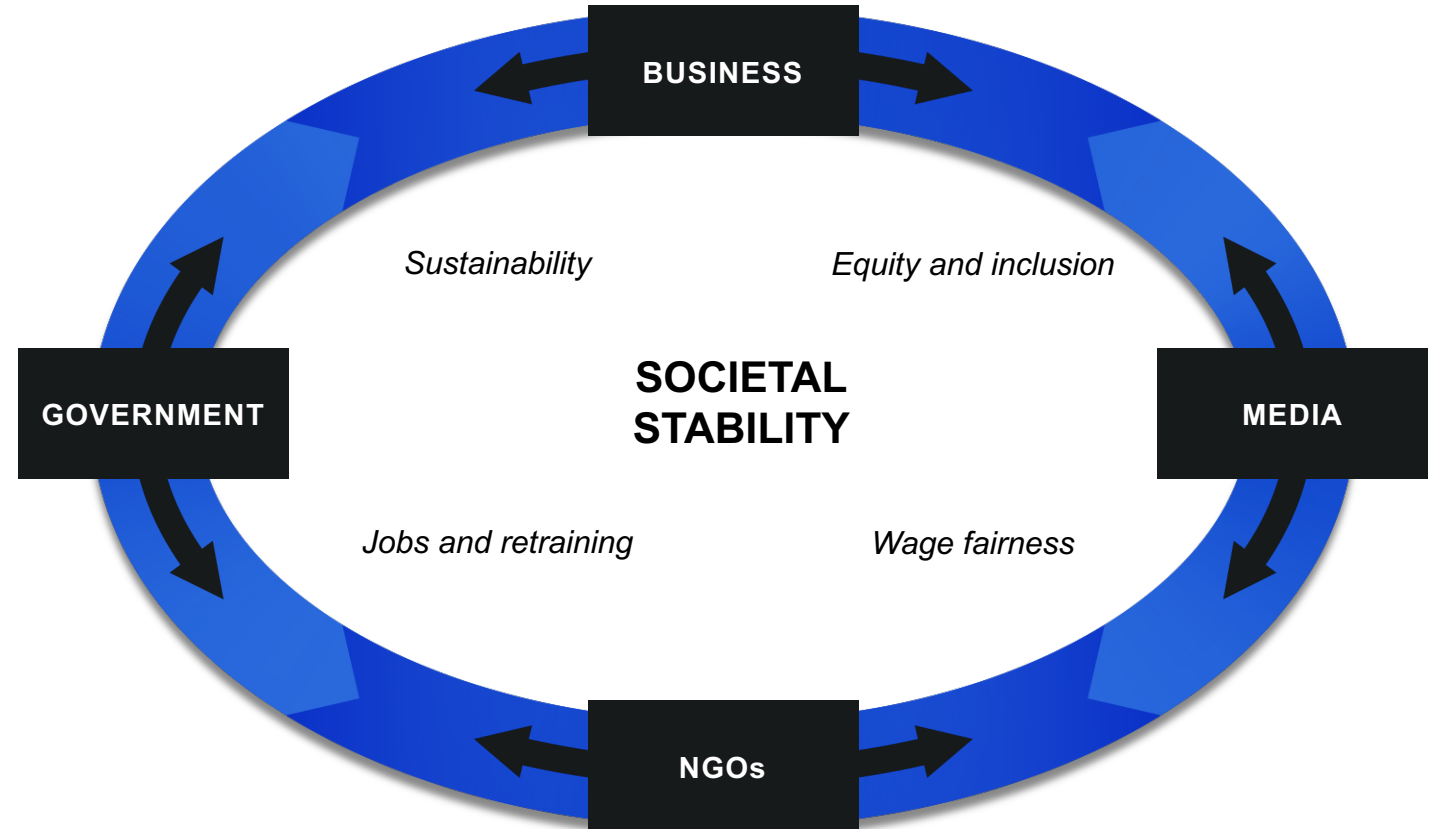 BUSINESS
Sustainability
Equity and inclusion
SOCIETAL
STABILITY
GOVERNMENT
MEDIA
Jobs and retraining
Wage fairness
NGOs